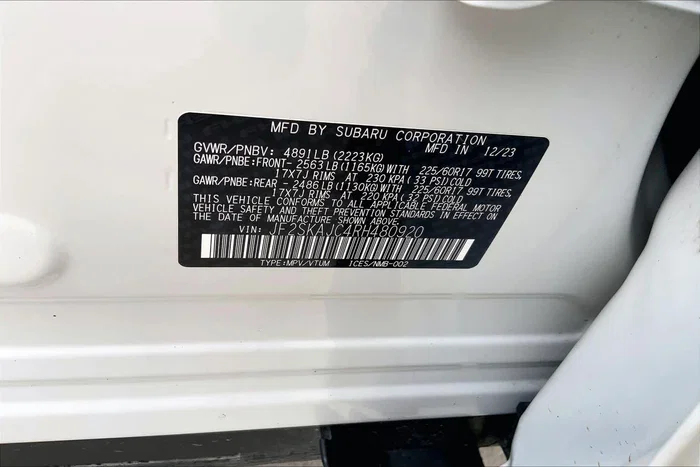 MFD BY SUBARU CORPORATION
GVWR/PNBV: 4891LB (2223KG) MFD IN 12/23
GAWR/PNBE:FRONT- 2563LB (1165KG) WITH 225/60R17 99T TIRES,
17X7J RIMS AT 230 KPA (33 PSI) COLD
GAWR/PNBE:REAR - 2486LB (1130KG) WITH 225/60R17 99T TIRES,
17X7J RIMS AT 220 KPA (32 PSI) COLD
THIS VEHICLE CONFORMS TO ALL APPLICABLE FEDERAL MOTOR
VEHICLE SAFETY AND THEFT PREVENTION STANDARDS IN EFFECT ON
THE DATE OF MANUFACTURE SHOWN ABOVE.
VIN: JF2SKAJC4RH480920
TYPE:MPV/VTUM ICES/NMB-002